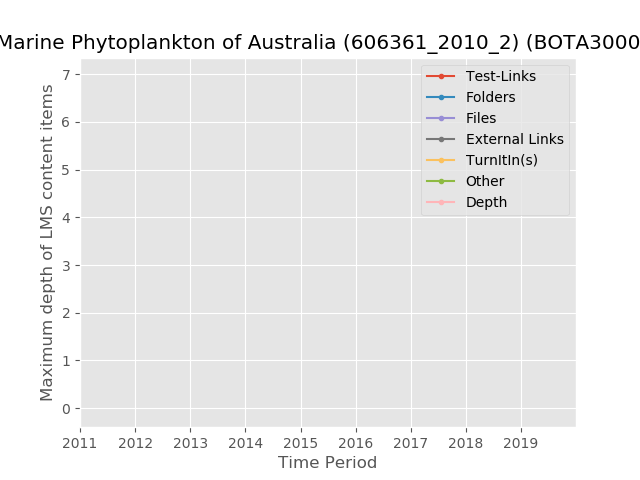 Marine Phytoplankton of Australia (606361_2010_2) (BOTA3000
7
6
5
4
3
2
1
0
Maximum depth of LMS content items
Test-Links
Folders
Files
External Links
TurnItIn(s)
Other
Depth
2011 2012 2013 2014 2015 2016 2017 2018 2019
Time Period